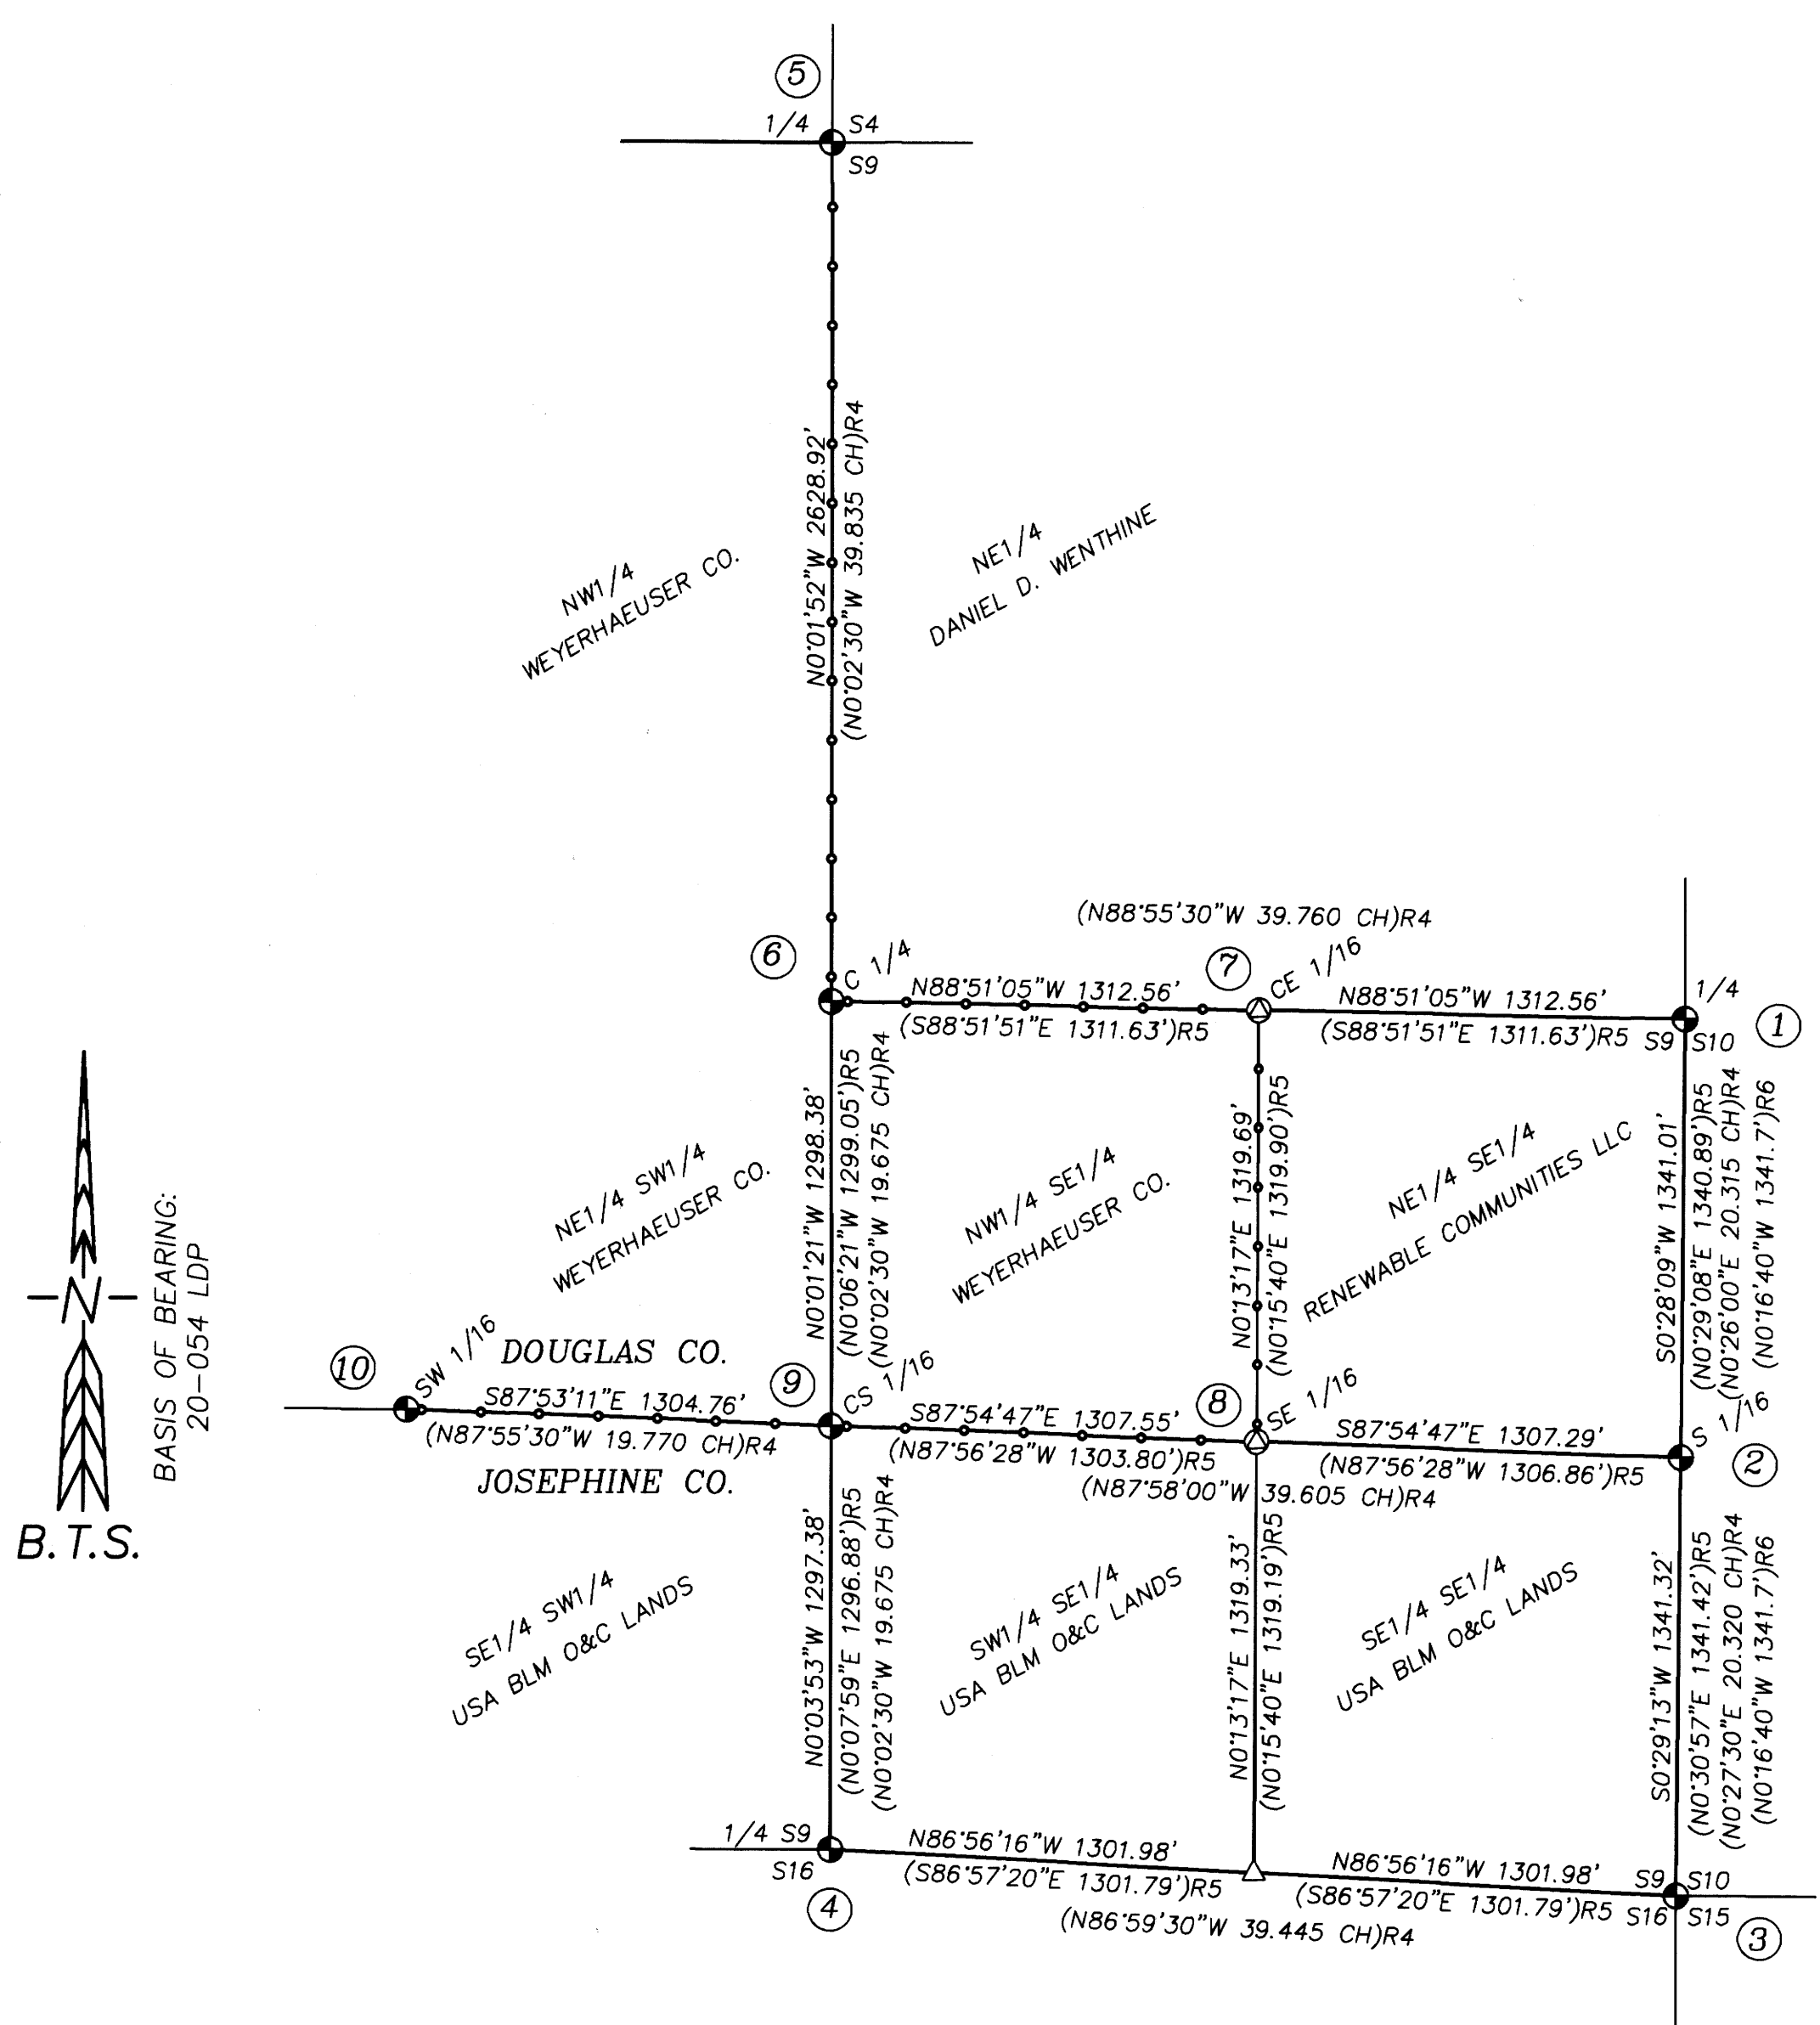 5
1/4 S4
S9
N0°01'52"W 2628.92'
(N0°02'30"W 39.835 CH)R4
NW1/4
WEYERHAEUSER CO.
NE1/4
DANIEL D. WENTHINE
(N88°55'30"W 39.760 CH)R4
6
C 1/4
7
CE 1/16
N88°51'05"W 1312.56'
(S88°51'51"E 1311.63')R5
N88°51'05"W 1312.56'
(S88°51'51"E 1311.63')R5
1/4
S9 S10
1
N0°01'21"W 1298.38'
(N0°06'21"W 1299.05')R5
(N0°02'30"W 19.675 CH)R4
N0°13'17"E 1319.69'
(N0°15'40"E 1319.90')R5
S0°28'09"W 1341.01'
(N0°29'08"E 1340.89')R5
(N0°26'00"E 20.315 CH)R4
(N0°16'40"W 1341.7')R6
NE1/4 SW1/4
WEYERHAEUSER CO.
NW1/4 SE1/4
WEYERHAEUSER CO.
NE1/4 SE1/4
RENEWABLE COMMUNITIES LLC
N
BASIS OF BEARING:
20-054 LDP
B.T.S.
10
SW 1/16
DOUGLAS CO.
9
CS 1/16
8
SE 1/16
S 1/16
2
S87°53'11"E 1304.76'
(N87°55'30"W 19.770 CH)R4
JOSEPHINE CO.
S87°54'47"E 1307.55'
(N87°56'28"W 1303.80')R5
S87°54'47"E 1307.29'
(N87°56'28"W 1306.86')R5
(N87°58'00"W 39.605 CH)R4
N0°03'53"W 1297.38'
(N0°07'59"E 1296.88')R5
(N0°02'30"W 19.675 CH)R4
N0°13'17"E 1319.33'
(N0°15'40"E 1319.19')R5
S0°29'13"W 1341.32'
(N0°30'57"E 1341.42')R5
(N0°27'30"E 20.320 CH)R4
(N0°16'40"W 1341.7')R6
SE1/4 SW1/4
USA BLM O&C LANDS
SW1/4 SE1/4
USA BLM O&C LANDS
SE1/4 SE1/4
USA BLM O&C LANDS
1/4 S9
S16
4
N86°56'16"W 1301.98'
(S86°57'20"E 1301.79')R5
N86°56'16"W 1301.98'
(S86°57'20"E 1301.79')R5
(N86°59'30"W 39.445 CH)R4
S9 S10
S16 S15
3